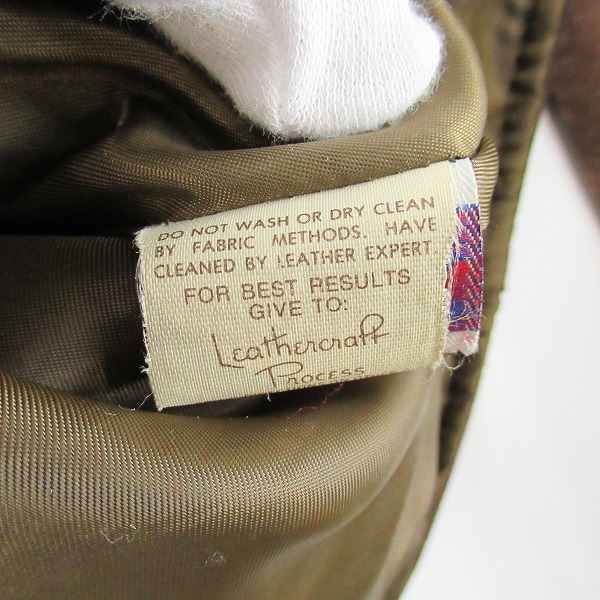 DO NOT WASH OR DRY CLEAN
BY FABRIC METHODS. HAVE
CLEANED BY LEATHER EXPERT.
FOR BEST RESULTS
GIVE TO:
Leathercraft
PROCESS